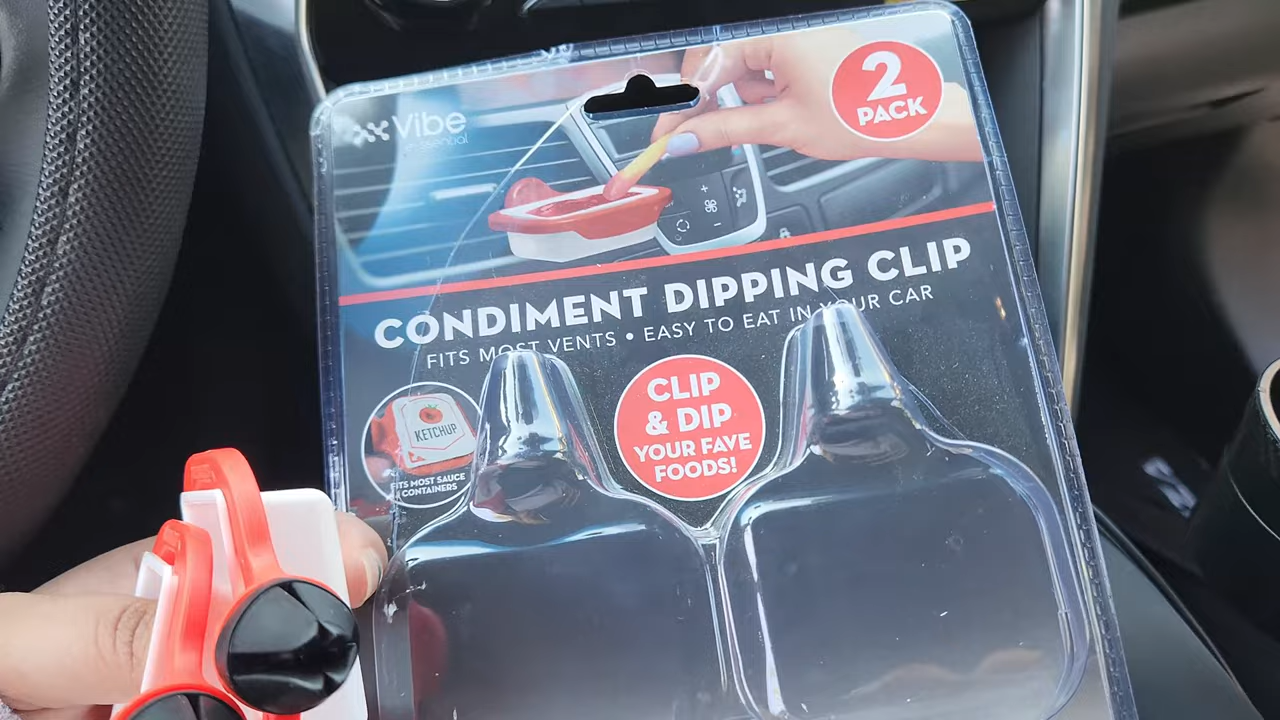 Vibe
essential
2
PACK
CONDIMENT DIPPING CLIP
FITS MOST VENTS • EASY TO EAT IN YOUR CAR
CLIP
& DIP
YOUR FAVE
FOODS!
KETCHUP
FITS MOST SAUCE
CONTAINERS